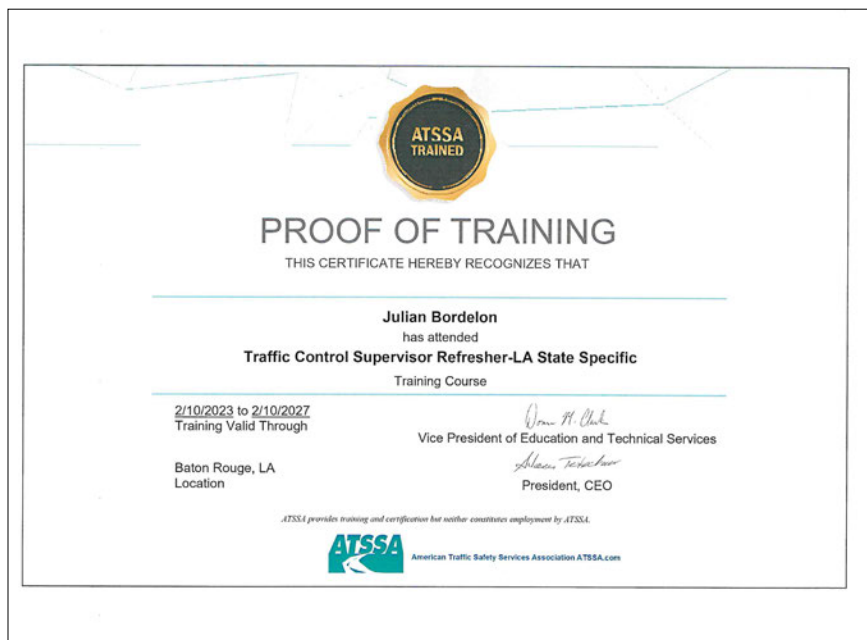 ATSSA
TRAINED
PROOF OF TRAINING
THIS CERTIFICATE HEREBY RECOGNIZES THAT
Julian Bordelon
has attended
Traffic Control Supervisor Refresher-LA State Specific
Training Course
2/10/2023 to 2/10/2027
Training Valid Through
Vice President of Education and Technical Services
Baton Rouge, LA
Location
President, CEO
ATSSA provides training and certification but neither constitutes employment by ATSSA.
ATSSA
American Traffic Safety Services Association ATSSA.com